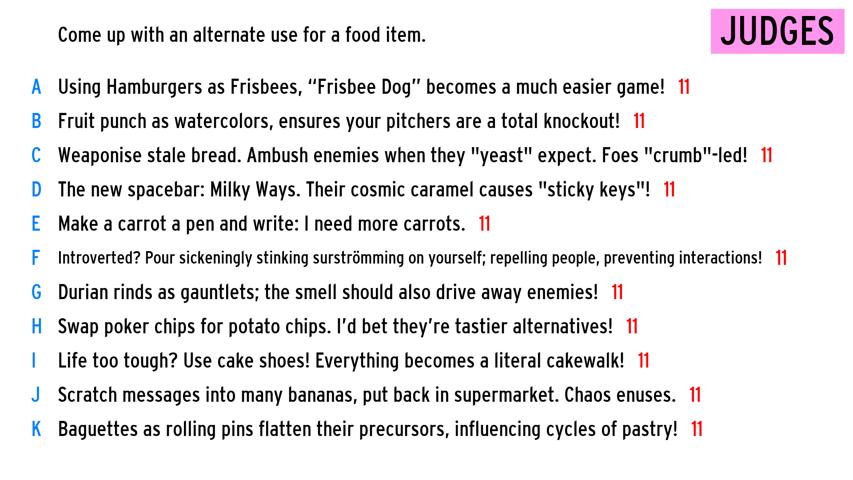 Come up with an alternate use for a food item.
JUDGES
A Using Hamburgers as Frisbees, “Frisbee Dog” becomes a much easier game! 11
B Fruit punch as watercolors, ensures your pitchers are a total knockout! 11
C Weaponise stale bread. Ambush enemies when they "yeast" expect. Foes "crumb"-led! 11
D The new spacebar: Milky Ways. Their cosmic caramel causes "sticky keys"! 11
E Make a carrot a pen and write: I need more carrots. 11
F Introverted? Pour sickeningly stinking surströmming on yourself; repelling people, preventing interactions! 11
G Durian rinds as gauntlets; the smell should also drive away enemies! 11
H Swap poker chips for potato chips. I’d bet they’re tastier alternatives! 11
I Life too tough? Use cake shoes! Everything becomes a literal cakewalk! 11
J Scratch messages into many bananas, put back in supermarket. Chaos enuses. 11
K Baguettes as rolling pins flatten their precursors, influencing cycles of pastry! 11